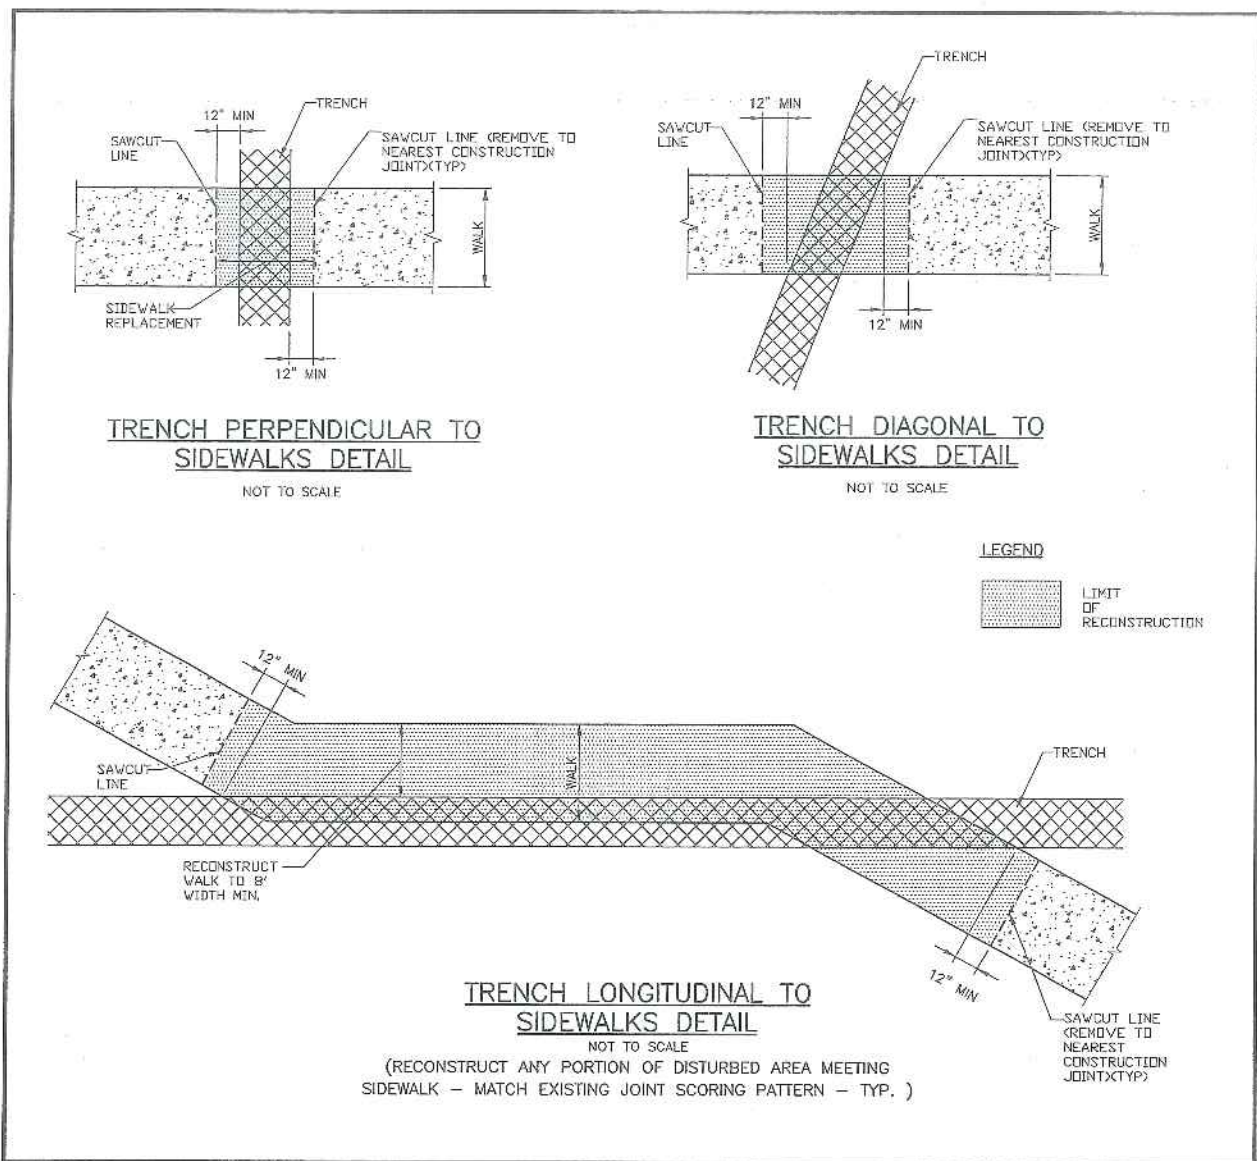 12" MIN
TRENCH
SAWCUT
LINE
SAWCUT LINE (REMOVE TO
NEAREST CONSTRUCTION
JOINT)(TYP)
WALK
SIDEWALK
REPLACEMENT
12" MIN
TRENCH PERPENDICULAR TO
SIDEWALKS DETAIL
NOT TO SCALE
TRENCH
12" MIN
SAWCUT
LINE
SAWCUT LINE (REMOVE TO
NEAREST CONSTRUCTION
JOINT)(TYP)
WALK
12" MIN
TRENCH DIAGONAL TO
SIDEWALKS DETAIL
NOT TO SCALE
LEGEND
LIMIT
OF
RECONSTRUCTION
12" MIN
SAWCUT
LINE
WALK
TRENCH
RECONSTRUCT
WALK TO 8'
WIDTH MIN.
12" MIN
SAWCUT LINE
(REMOVE TO
NEAREST
CONSTRUCTION
JOINT)(TYP)
TRENCH LONGITUDINAL TO
SIDEWALKS DETAIL
NOT TO SCALE
(RECONSTRUCT ANY PORTION OF DISTURBED AREA MEETING
SIDEWALK – MATCH EXISTING JOINT SCORING PATTERN – TYP. )